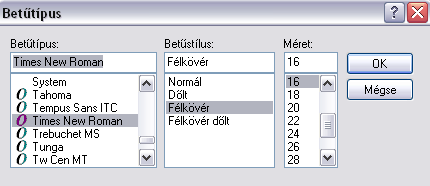 Betűtípus
Betűtípus:
Betűstílus:
Méret:
Times New Roman
Félkövér
16
OK
Mégse
System
Tahoma
Tempus Sans ITC
Times New Roman
Trebuchet MS
Tunga
Tw Cen MT
Normál
Dőlt
Félkövér
Félkövér dőlt
16
18
20
22
24
26
28